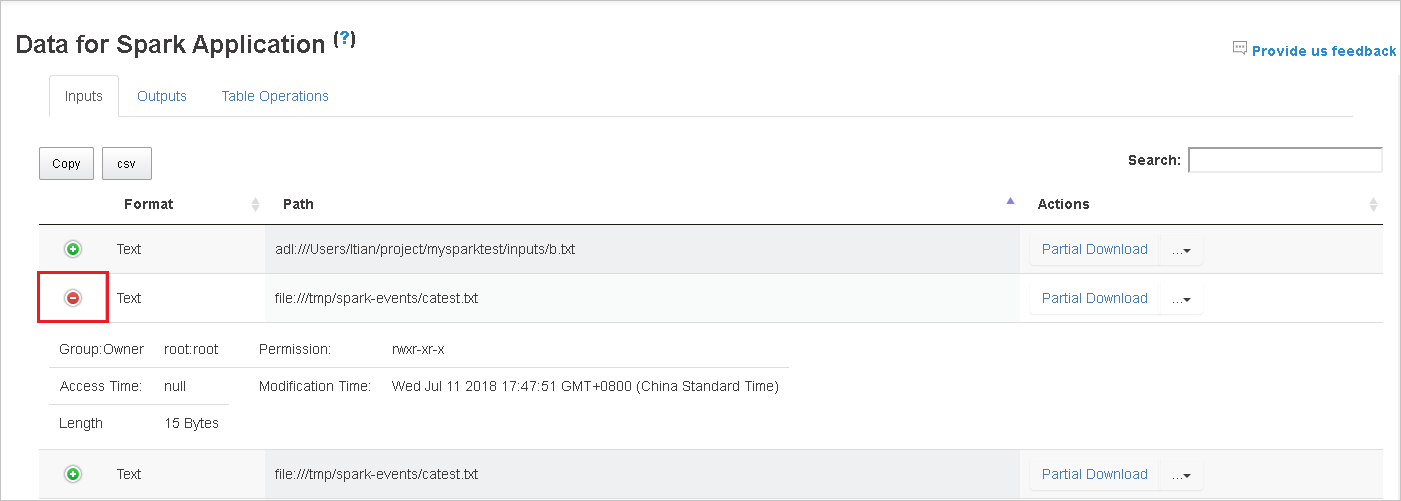 Data for Spark Application (?)
Provide us feedback
Inputs Outputs Table Operations
Copy csv Search:
Format Path Actions
Text adl:///Users/ltian/project/mysparktest/inputs/b.txt Partial Download ...
Text file:///tmp/spark-events/catest.txt Partial Download ...
Group:Owner root:root Permission: rwxr-xr-x
Access Time: null Modification Time: Wed Jul 11 2018 17:47:51 GMT+0800 (China Standard Time)
Length 15 Bytes
Text file:///tmp/spark-events/catest.txt Partial Download ...